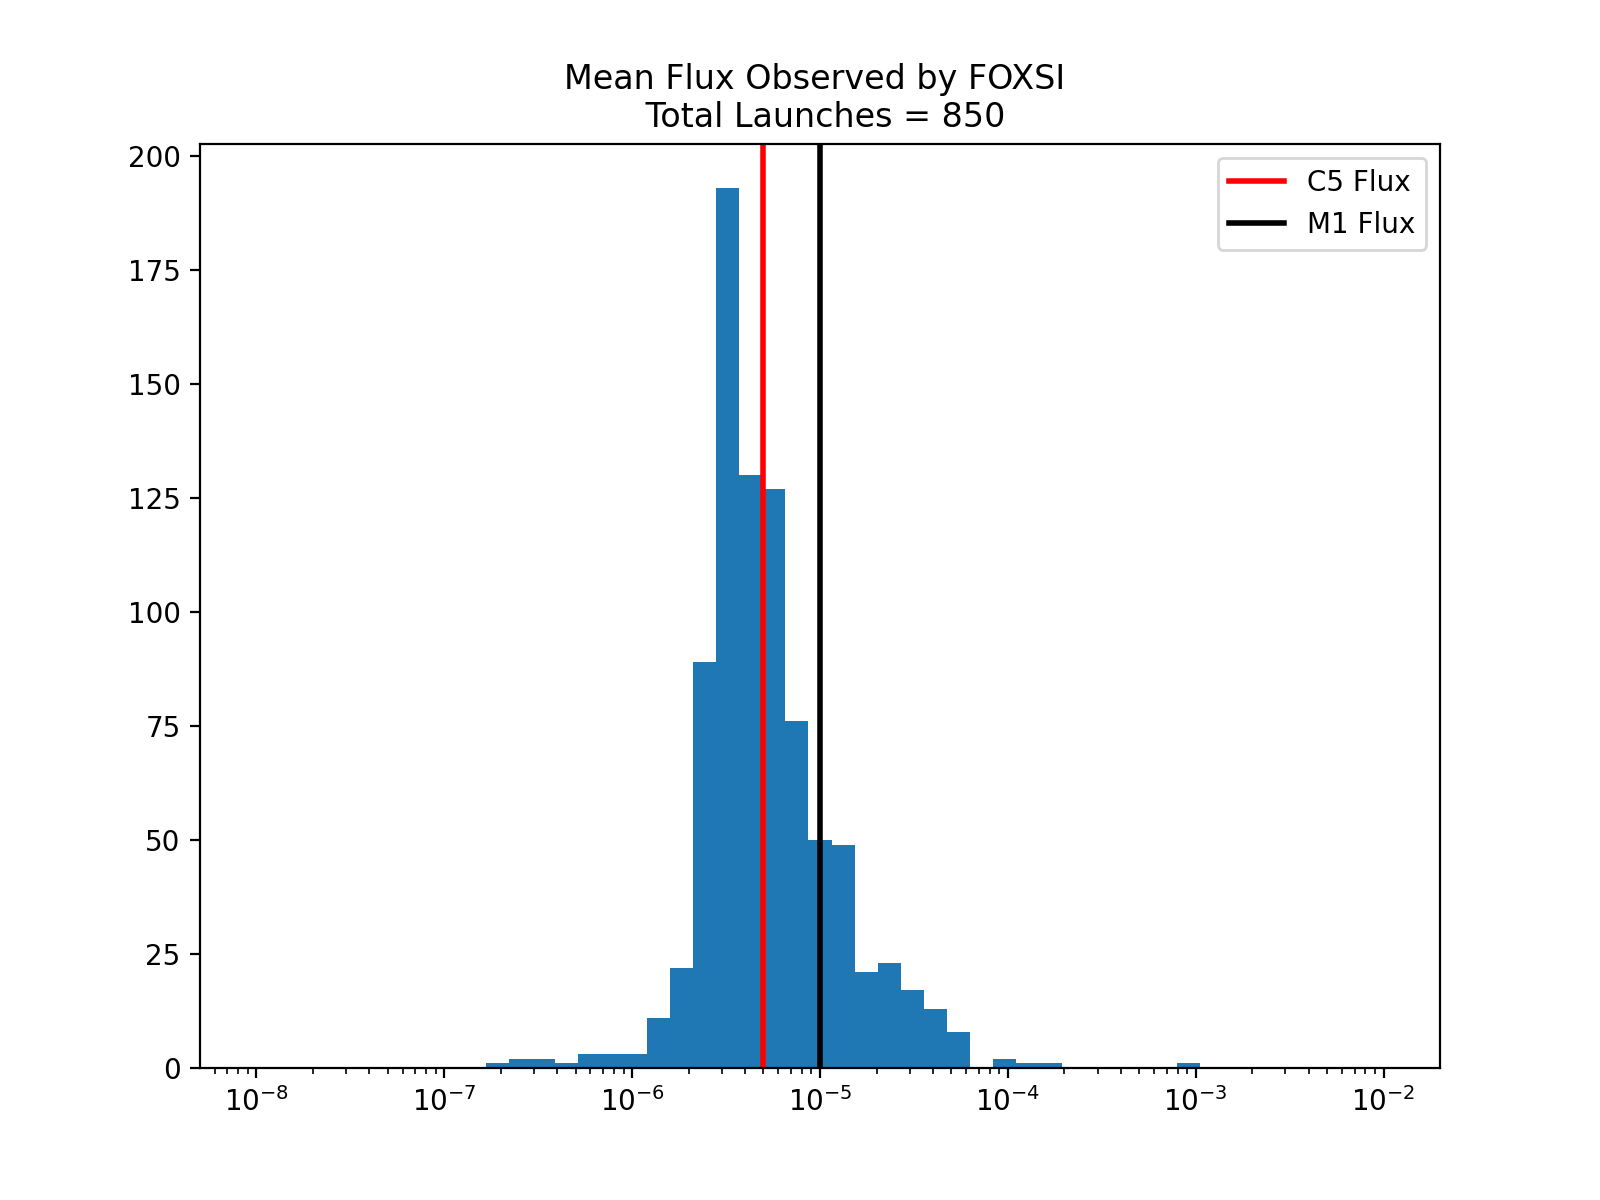 Mean Flux Observed by FOXSI
Total Launches = 850
C5 Flux
M1 Flux
200
175
150
125
100
75
50
25
0
10⁻⁸ 10⁻⁷ 10⁻⁶ 10⁻⁵ 10⁻⁴ 10⁻³ 10⁻²